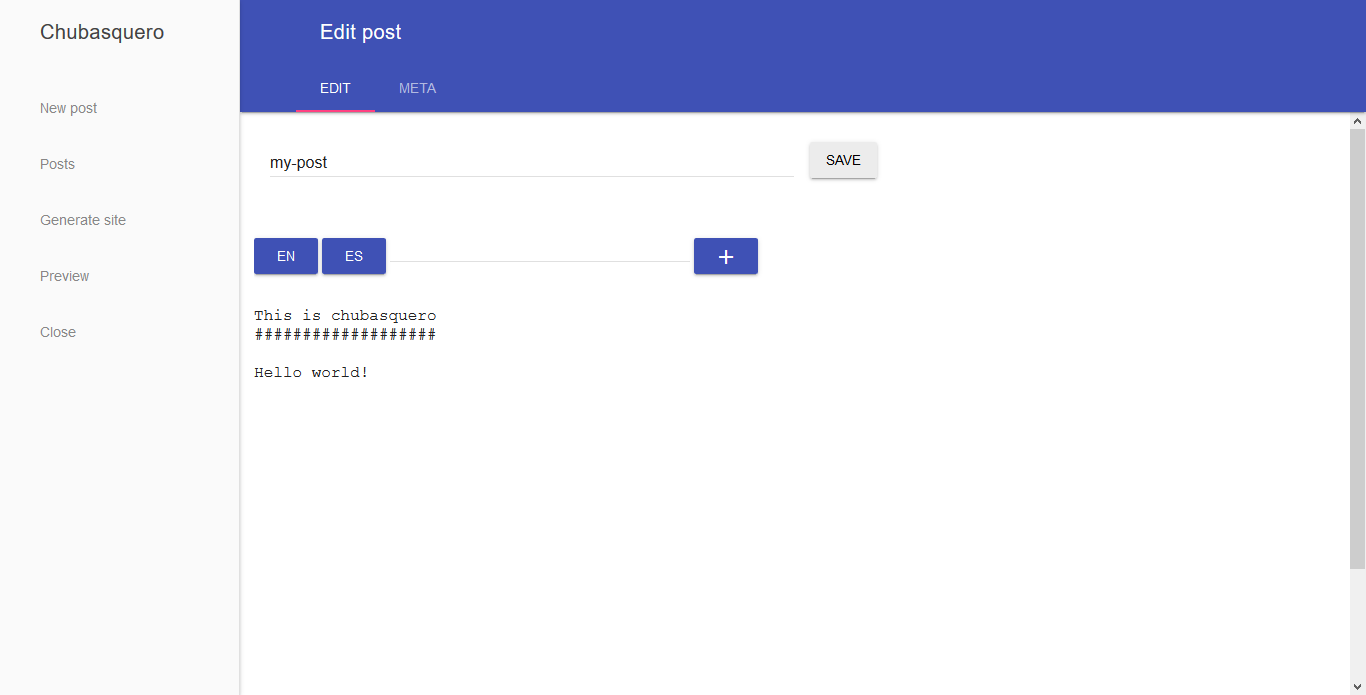 Chubasquero
New post
Posts
Generate site
Preview
Close
Edit post
EDIT META
my-post SAVE
EN ES +
This is chubasquero
###################
Hello world!